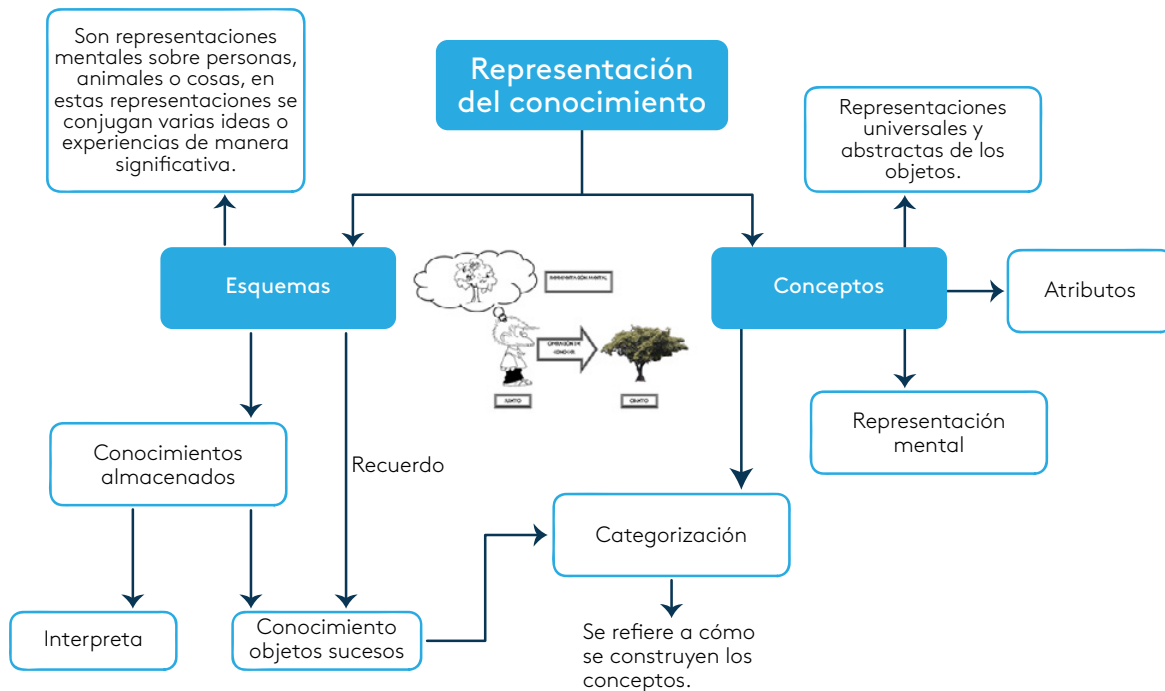 Son representaciones
mentales sobre personas,
animales o cosas, en
estas representaciones se
conjugan varias ideas o
experiencias de manera
significativa.
Representación
del conocimiento
Representaciones
universales y
abstractas de los
objetos.
Esquemas
REPRESENTACIÓN MENTAL
Conceptos
Atributos
Representación
mental
Conocimientos
almacenados
Recuerdo
Categorización
Interpreta
Conocimiento
objetos sucesos
Se refiere a cómo
se construyen los
conceptos.